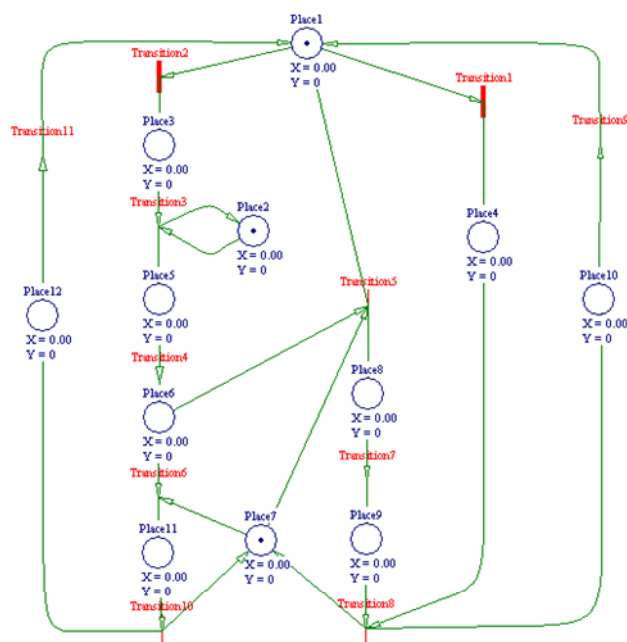 Place1
Transition2
X = 0.00
Y = 0
Transition1
Place3
Transition11
Transition9
X = 0.00
Y = 0
Transition3
Place2
Place4
X = 0.00
Y = 0
X = 0.00
Y = 0
Place5
Place12
Transition5
Place10
X = 0.00
Y = 0
X = 0.00
Y = 0
X = 0.00
Y = 0
Transition4
Place8
Place6
X = 0.00
Y = 0
X = 0.00
Y = 0
Transition6
Transition7
Place7
Place9
Place11
X = 0.00
Y = 0
X = 0.00
Y = 0
X = 0.00
Y = 0
Transition10
Transition8